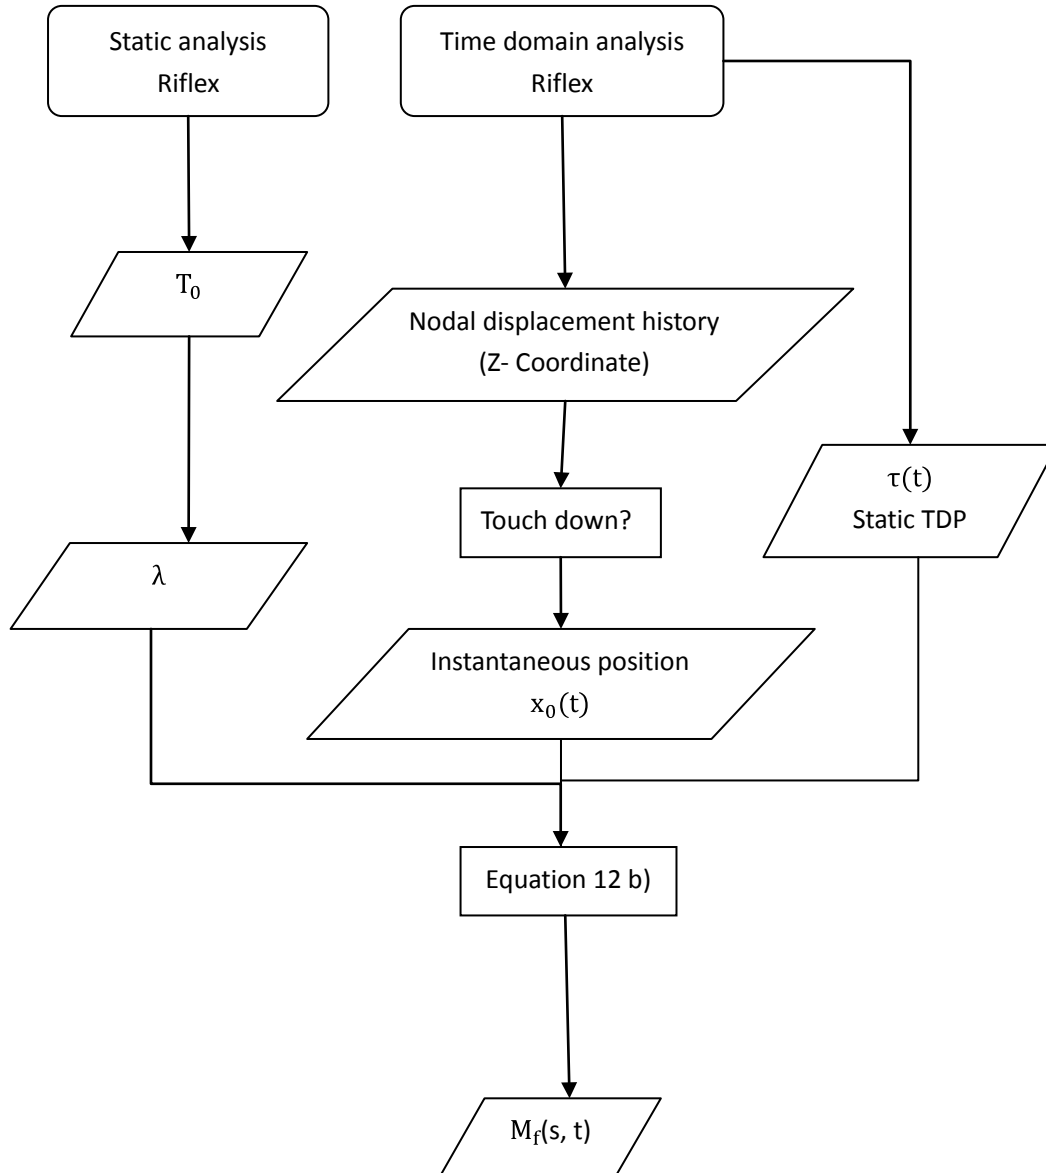 Static analysis
Riflex
Time domain analysis
Riflex
T₀
Nodal displacement history
(Z- Coordinate)
τ(t)
Static TDP
Touch down?
λ
Instantaneous position
x₀(t)
Equation 12 b)
M_f(s, t)